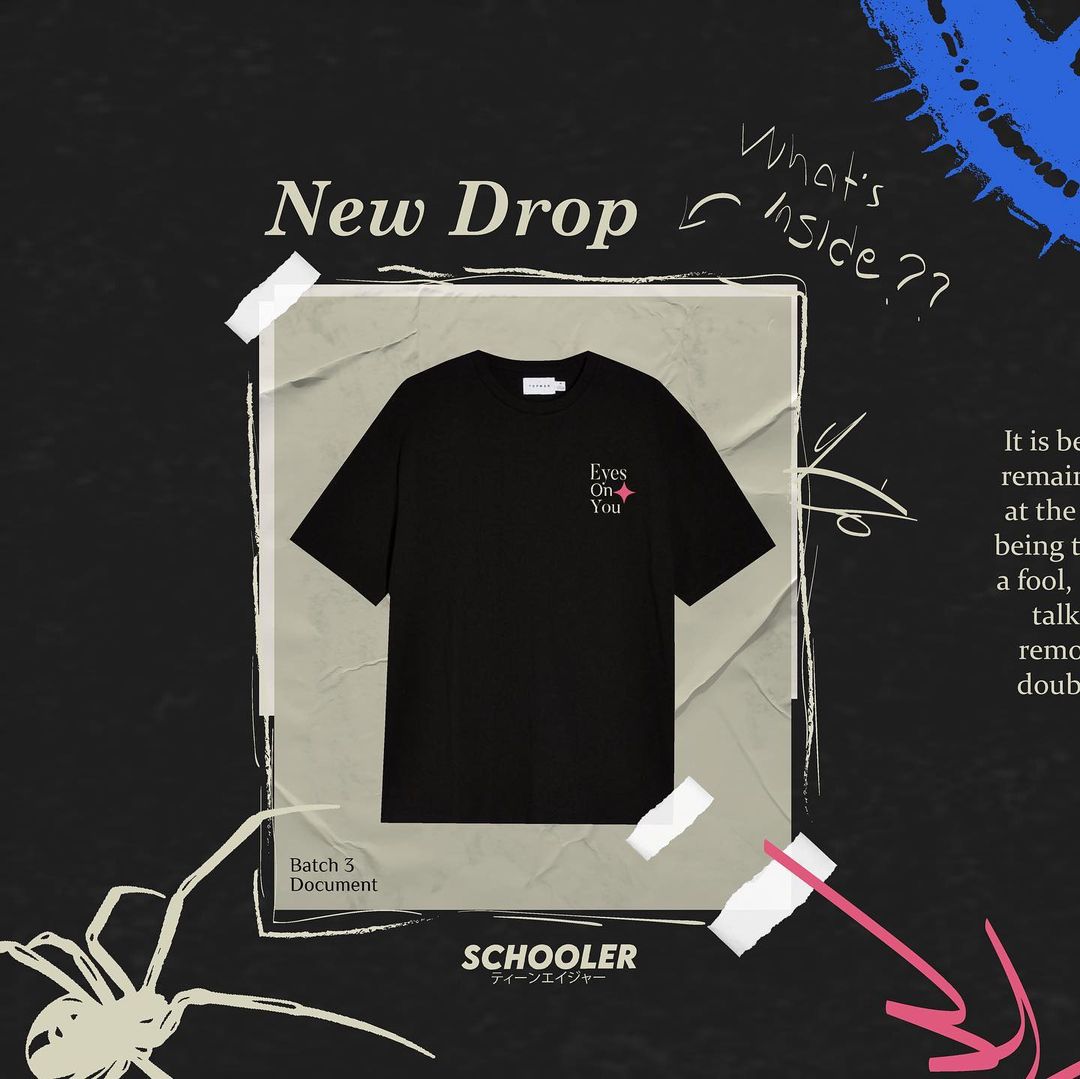 What's
New Drop
Inside??
Eyes
On
You
It is be
remain
at the
being t
a fool,
talk
remo
doub
Batch 3
Document
SCHOOLER
ティーンエイジャー